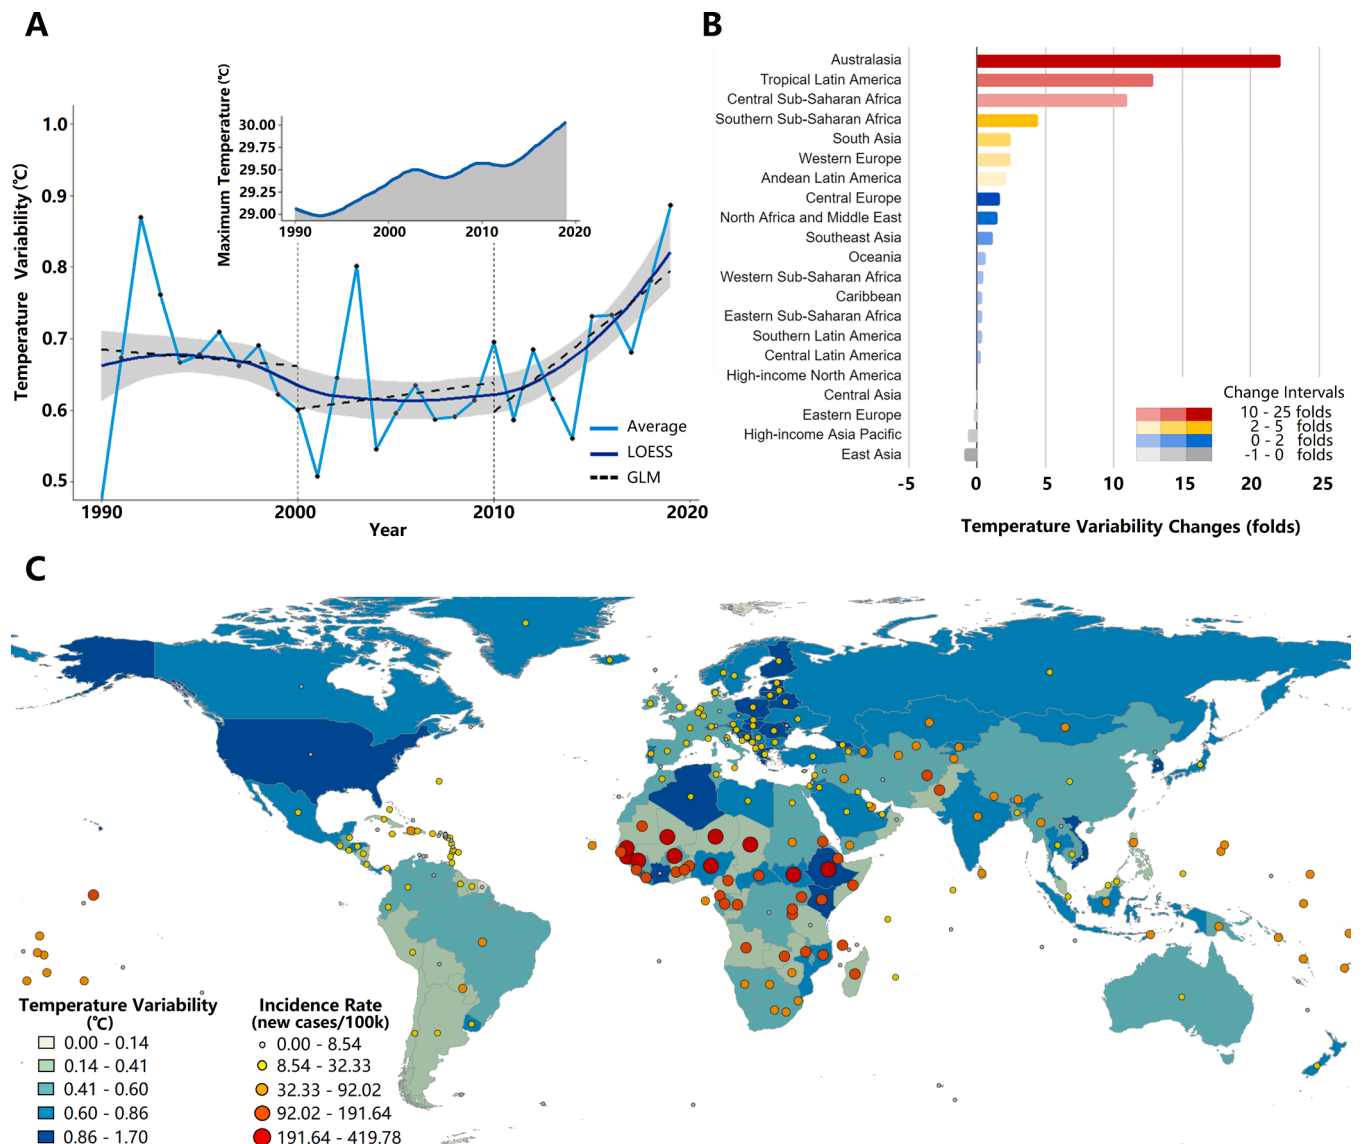 A
Maximum Temperature (℃)
30.00
29.75
29.50
29.25
29.00
1990
2000
2010
2020
Temperature Variability (℃)
1.0
0.9
0.8
0.7
0.6
0.5
Average
LOESS
GLM
1990
2000
2010
2020
Year
B
Australasia
Tropical Latin America
Central Sub-Saharan Africa
Southern Sub-Saharan Africa
South Asia
Western Europe
Andean Latin America
Central Europe
North Africa and Middle East
Southeast Asia
Oceania
Western Sub-Saharan Africa
Caribbean
Eastern Sub-Saharan Africa
Southern Latin America
Central Latin America
High-income North America
Central Asia
Eastern Europe
High-income Asia Pacific
East Asia
Change Intervals
10 - 25 folds
2 - 5 folds
0 - 2 folds
-1 - 0 folds
-5
0
5
10
15
20
25
Temperature Variability Changes (folds)
C
Temperature Variability
(℃)
0.00 - 0.14
0.14 - 0.41
0.41 - 0.60
0.60 - 0.86
0.86 - 1.70
Incidence Rate
(new cases/100k)
0.00 - 8.54
8.54 - 32.33
32.33 - 92.02
92.02 - 191.64
191.64 - 419.78